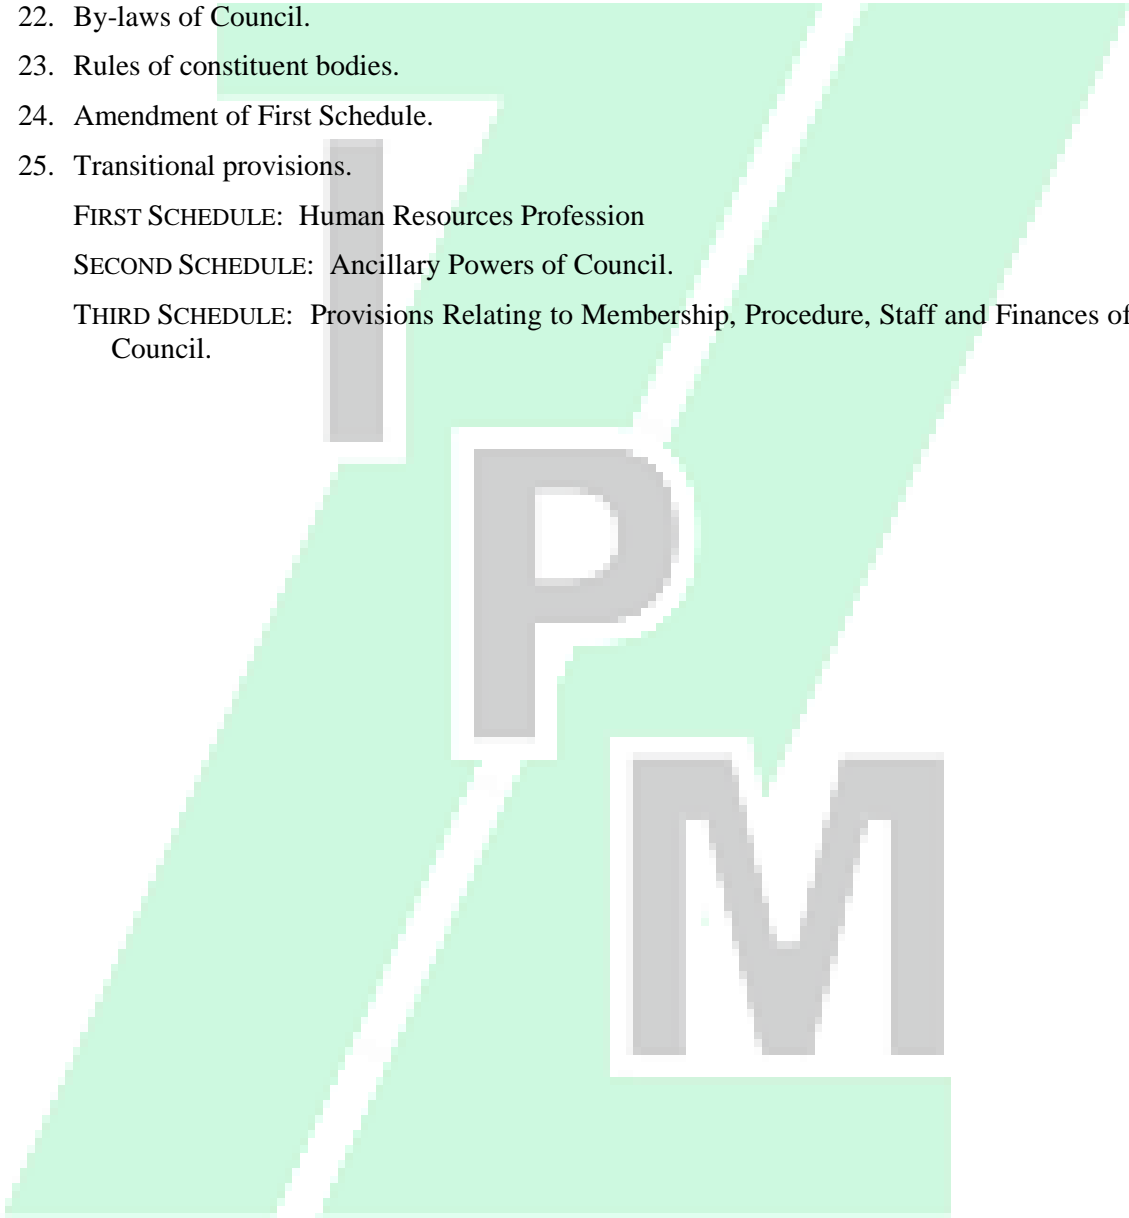 22. By-laws of Council.
23. Rules of constituent bodies.
24. Amendment of First Schedule.
25. Transitional provisions.
FIRST SCHEDULE: Human Resources Profession
SECOND SCHEDULE: Ancillary Powers of Council.
THIRD SCHEDULE: Provisions Relating to Membership, Procedure, Staff and Finances of
Council.
I
P
M